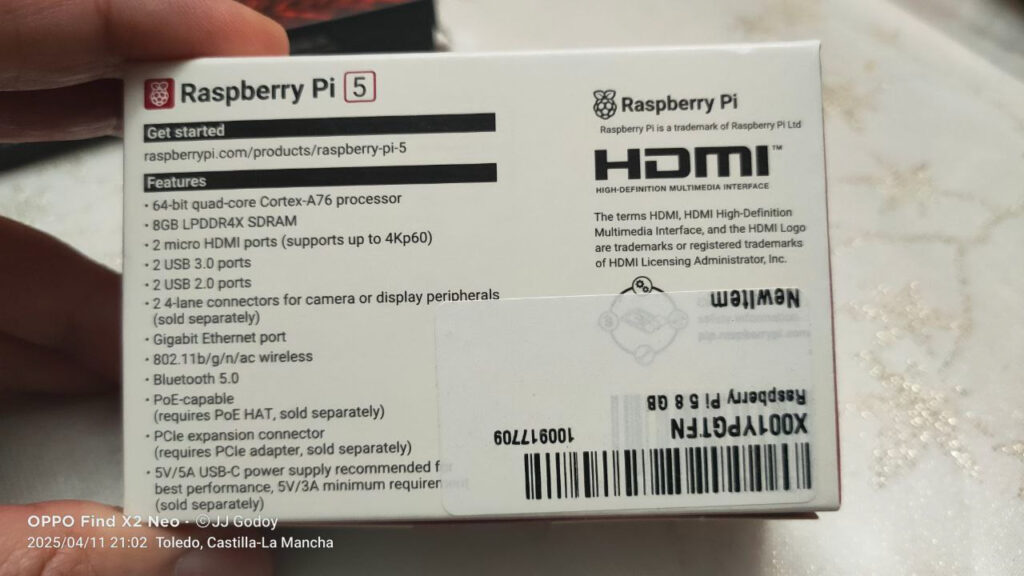 Raspberry Pi 5
Get started
raspberrypi.com/products/raspberry-pi-5
Features
• 64-bit quad-core Cortex-A76 processor
• 8GB LPDDR4X SDRAM
• 2 micro HDMI ports (supports up to 4Kp60)
• 2 USB 3.0 ports
• 2 USB 2.0 ports
• 2 4-lane connectors for camera or display peripherals
(sold separately)
• Gigabit Ethernet port
• 802.11b/g/n/ac wireless
• Bluetooth 5.0
• PoE-capable
(requires PoE HAT, sold separately)
• PCIe expansion connector
(requires PCIe adapter, sold separately)
• 5V/5A USB-C power supply recommended f
best performance, 5V/3A minimum requirement
(sold separately)
Raspberry Pi
Raspberry Pi is a trademark of Raspberry Pi Ltd
HDMI™
HIGH-DEFINITION MULTIMEDIA INTERFACE
The terms HDMI, HDMI High-Definition
Multimedia Interface, and the HDMI Logo
are trademarks or registered trademarks
of HDMI Licensing Administrator, Inc.
pip.raspberrypi.com
X001YPGTFN 100917709
Raspberry Pi 5 8 GB
NewItem
OPPO Find X2 Neo · ©JJ Godoy
2025/04/11 21:02 Toledo, Castilla-La Mancha